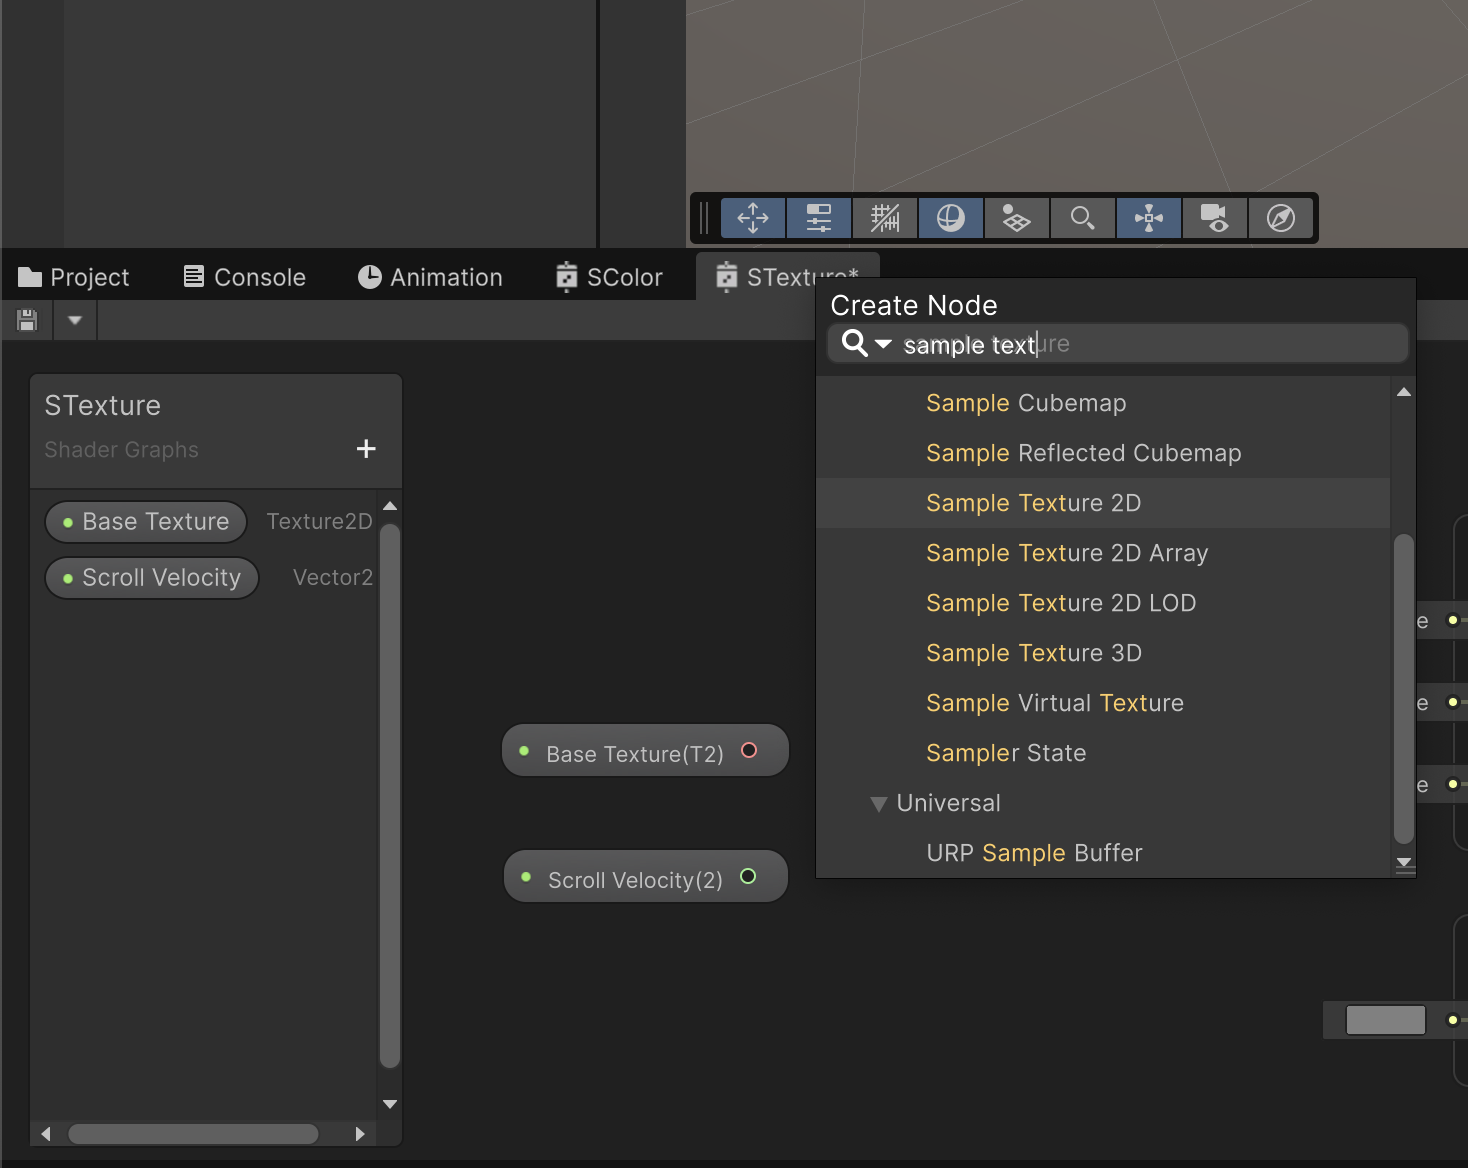 Project
Console
Animation
SColor
STexture*
Create Node
sample texture
STexture
Shader Graphs
+
Base Texture Texture2D
Scroll Velocity Vector2
Base Texture(T2)
Scroll Velocity(2)
Sample Cubemap
Sample Reflected Cubemap
Sample Texture 2D
Sample Texture 2D Array
Sample Texture 2D LOD
Sample Texture 3D
Sample Virtual Texture
Sampler State
Universal
URP Sample Buffer
e
e
e